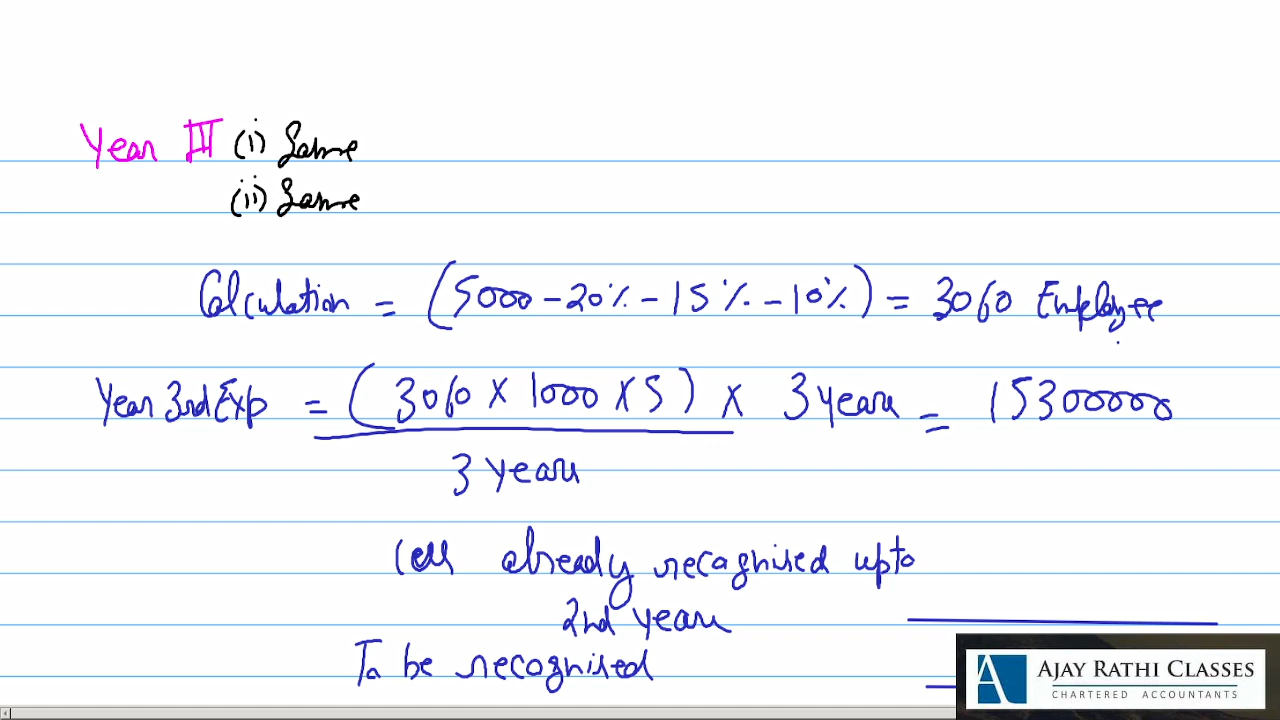 Year III (i) Same
(ii) Same
Calculation = (5000 - 20% - 15% - 10%) = 3060 Employee
Year 3rd Exp = (3060 X 1000 X 5) X 3 years = 15300000
3 years
less already recognised upto
2nd years
To be recognised
AJAY RATHI CLASSES
CHARTERED ACCOUNTANTS